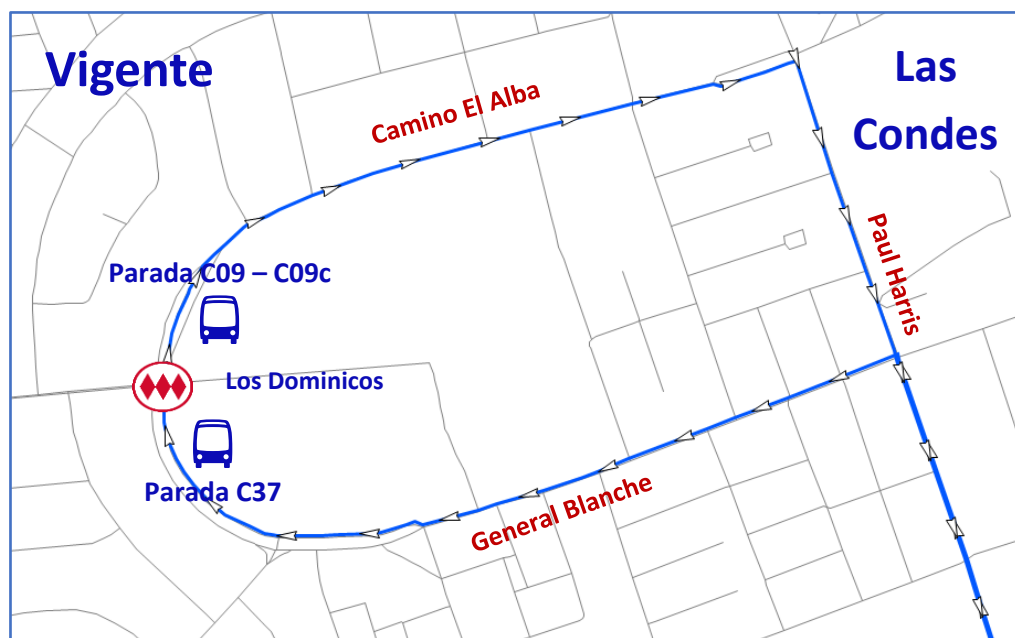 Vigente
Las
Condes
Camino El Alba
Paul Harris
Parada C09 – C09c
Los Dominicos
Parada C37
General Blanche